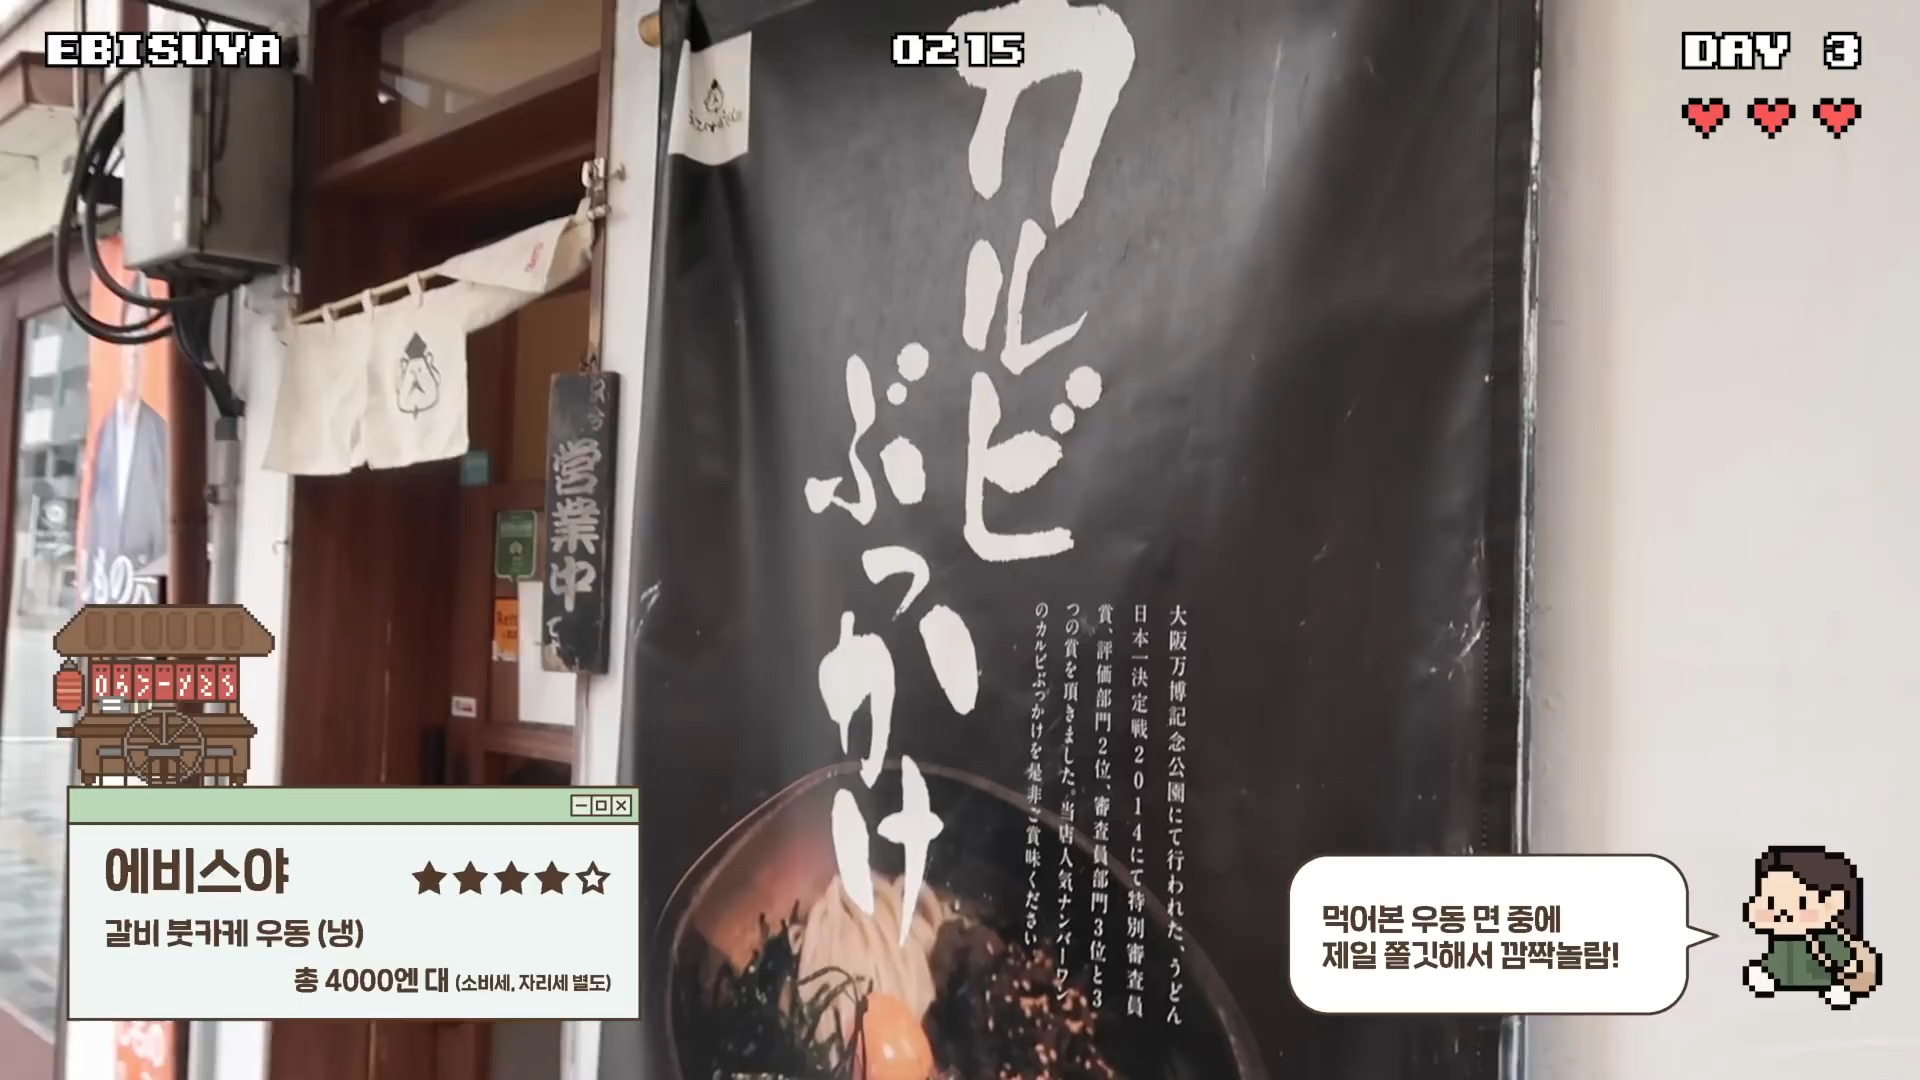 EBISUYA
0215
DAY 3
カルビ
ぶっかけ
営業中
大阪万博記念公園にて行われた、うどん
日本一決定戦2014にて特別審査員
賞、評価部門2位、審査員部門3位と3
つの賞を頂きました。当店人気ナンバーワン
のカルビぶっかけを是非ご賞味ください。
에비스야
★★★★☆
갈비 붓카케 우동 (냉)
총 4000엔 대 (소비세, 자리세 별도)
먹어본 우동 면 중에
제일 쫄깃해서 깜짝놀람!